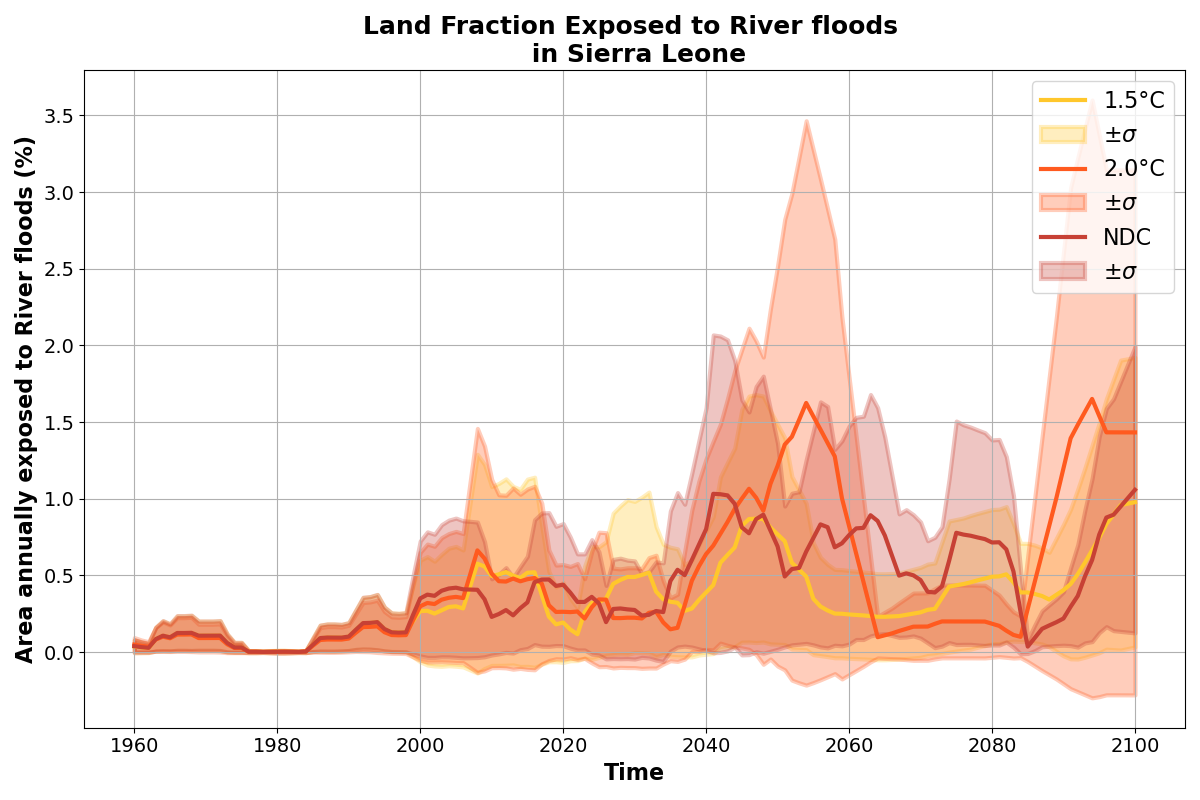 Land Fraction Exposed to River floods
in Sierra Leone
Area annually exposed to River floods (%)
3.5
3.0
2.5
2.0
1.5
1.0
0.5
0.0
1960
1980
2000
2020
2040
2060
2080
2100
Time
1.5°C
±σ
2.0°C
±σ
NDC
±σ